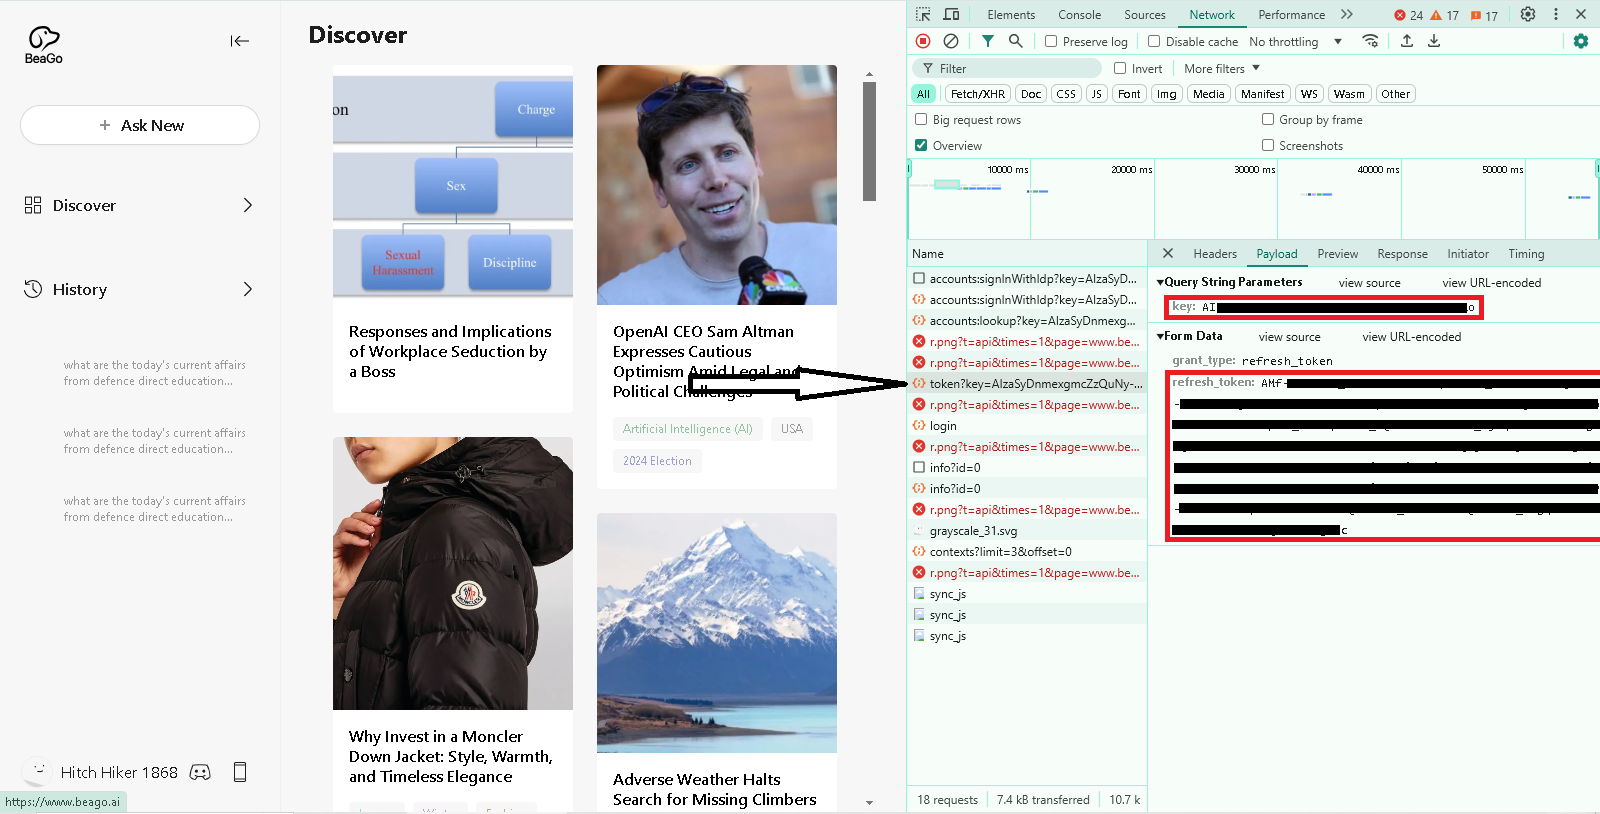 BeaGo
+ Ask New
Discover
History
what are the today's current affairs
from defence direct education...
what are the today's current affairs
from defence direct education...
what are the today's current affairs
from defence direct education...
Hitch Hiker 1868
https://www.beago.ai
Discover
on
Charge
Sex
Sexual
Harassment
Discipline
Responses and Implications
of Workplace Seduction by
a Boss
OpenAI CEO Sam Altman
Expresses Cautious
Optimism Amid Legal and
Political Challenges
Artificial Intelligence (AI)
USA
2024 Election
Why Invest in a Moncler
Down Jacket: Style, Warmth,
and Timeless Elegance
Adverse Weather Halts
Search for Missing Climbers
Elements
Console
Sources
Network
Performance
24
17
17
Preserve log
Disable cache
No throttling
Filter
Invert
More filters
All
Fetch/XHR
Doc
CSS
JS
Font
Img
Media
Manifest
WS
Wasm
Other
Big request rows
Group by frame
Overview
Screenshots
10000 ms
20000 ms
30000 ms
40000 ms
50000 ms
Name
accounts:signInWithIdp?key=AIzaSyD...
accounts:signInWithIdp?key=AIzaSyD...
accounts:lookup?key=AIzaSyDnmexg...
r.png?t=api&times=1&page=www.be...
r.png?t=api&times=1&page=www.be...
token?key=AIzaSyDnmexgmcZzQuNy-...
r.png?t=api&times=1&page=www.be...
login
r.png?t=api&times=1&page=www.be...
info?id=0
info?id=0
r.png?t=api&times=1&page=www.be...
grayscale_31.svg
contexts?limit=3&offset=0
r.png?t=api&times=1&page=www.be...
sync_js
sync_js
sync_js
18 requests
7.4 kB transferred
10.7 k
Headers
Payload
Preview
Response
Initiator
Timing
Query String Parameters
view source
view URL-encoded
key: AI
o
Form Data
view source
view URL-encoded
grant_type: refresh_token
refresh_token: AMf-
-
-
c